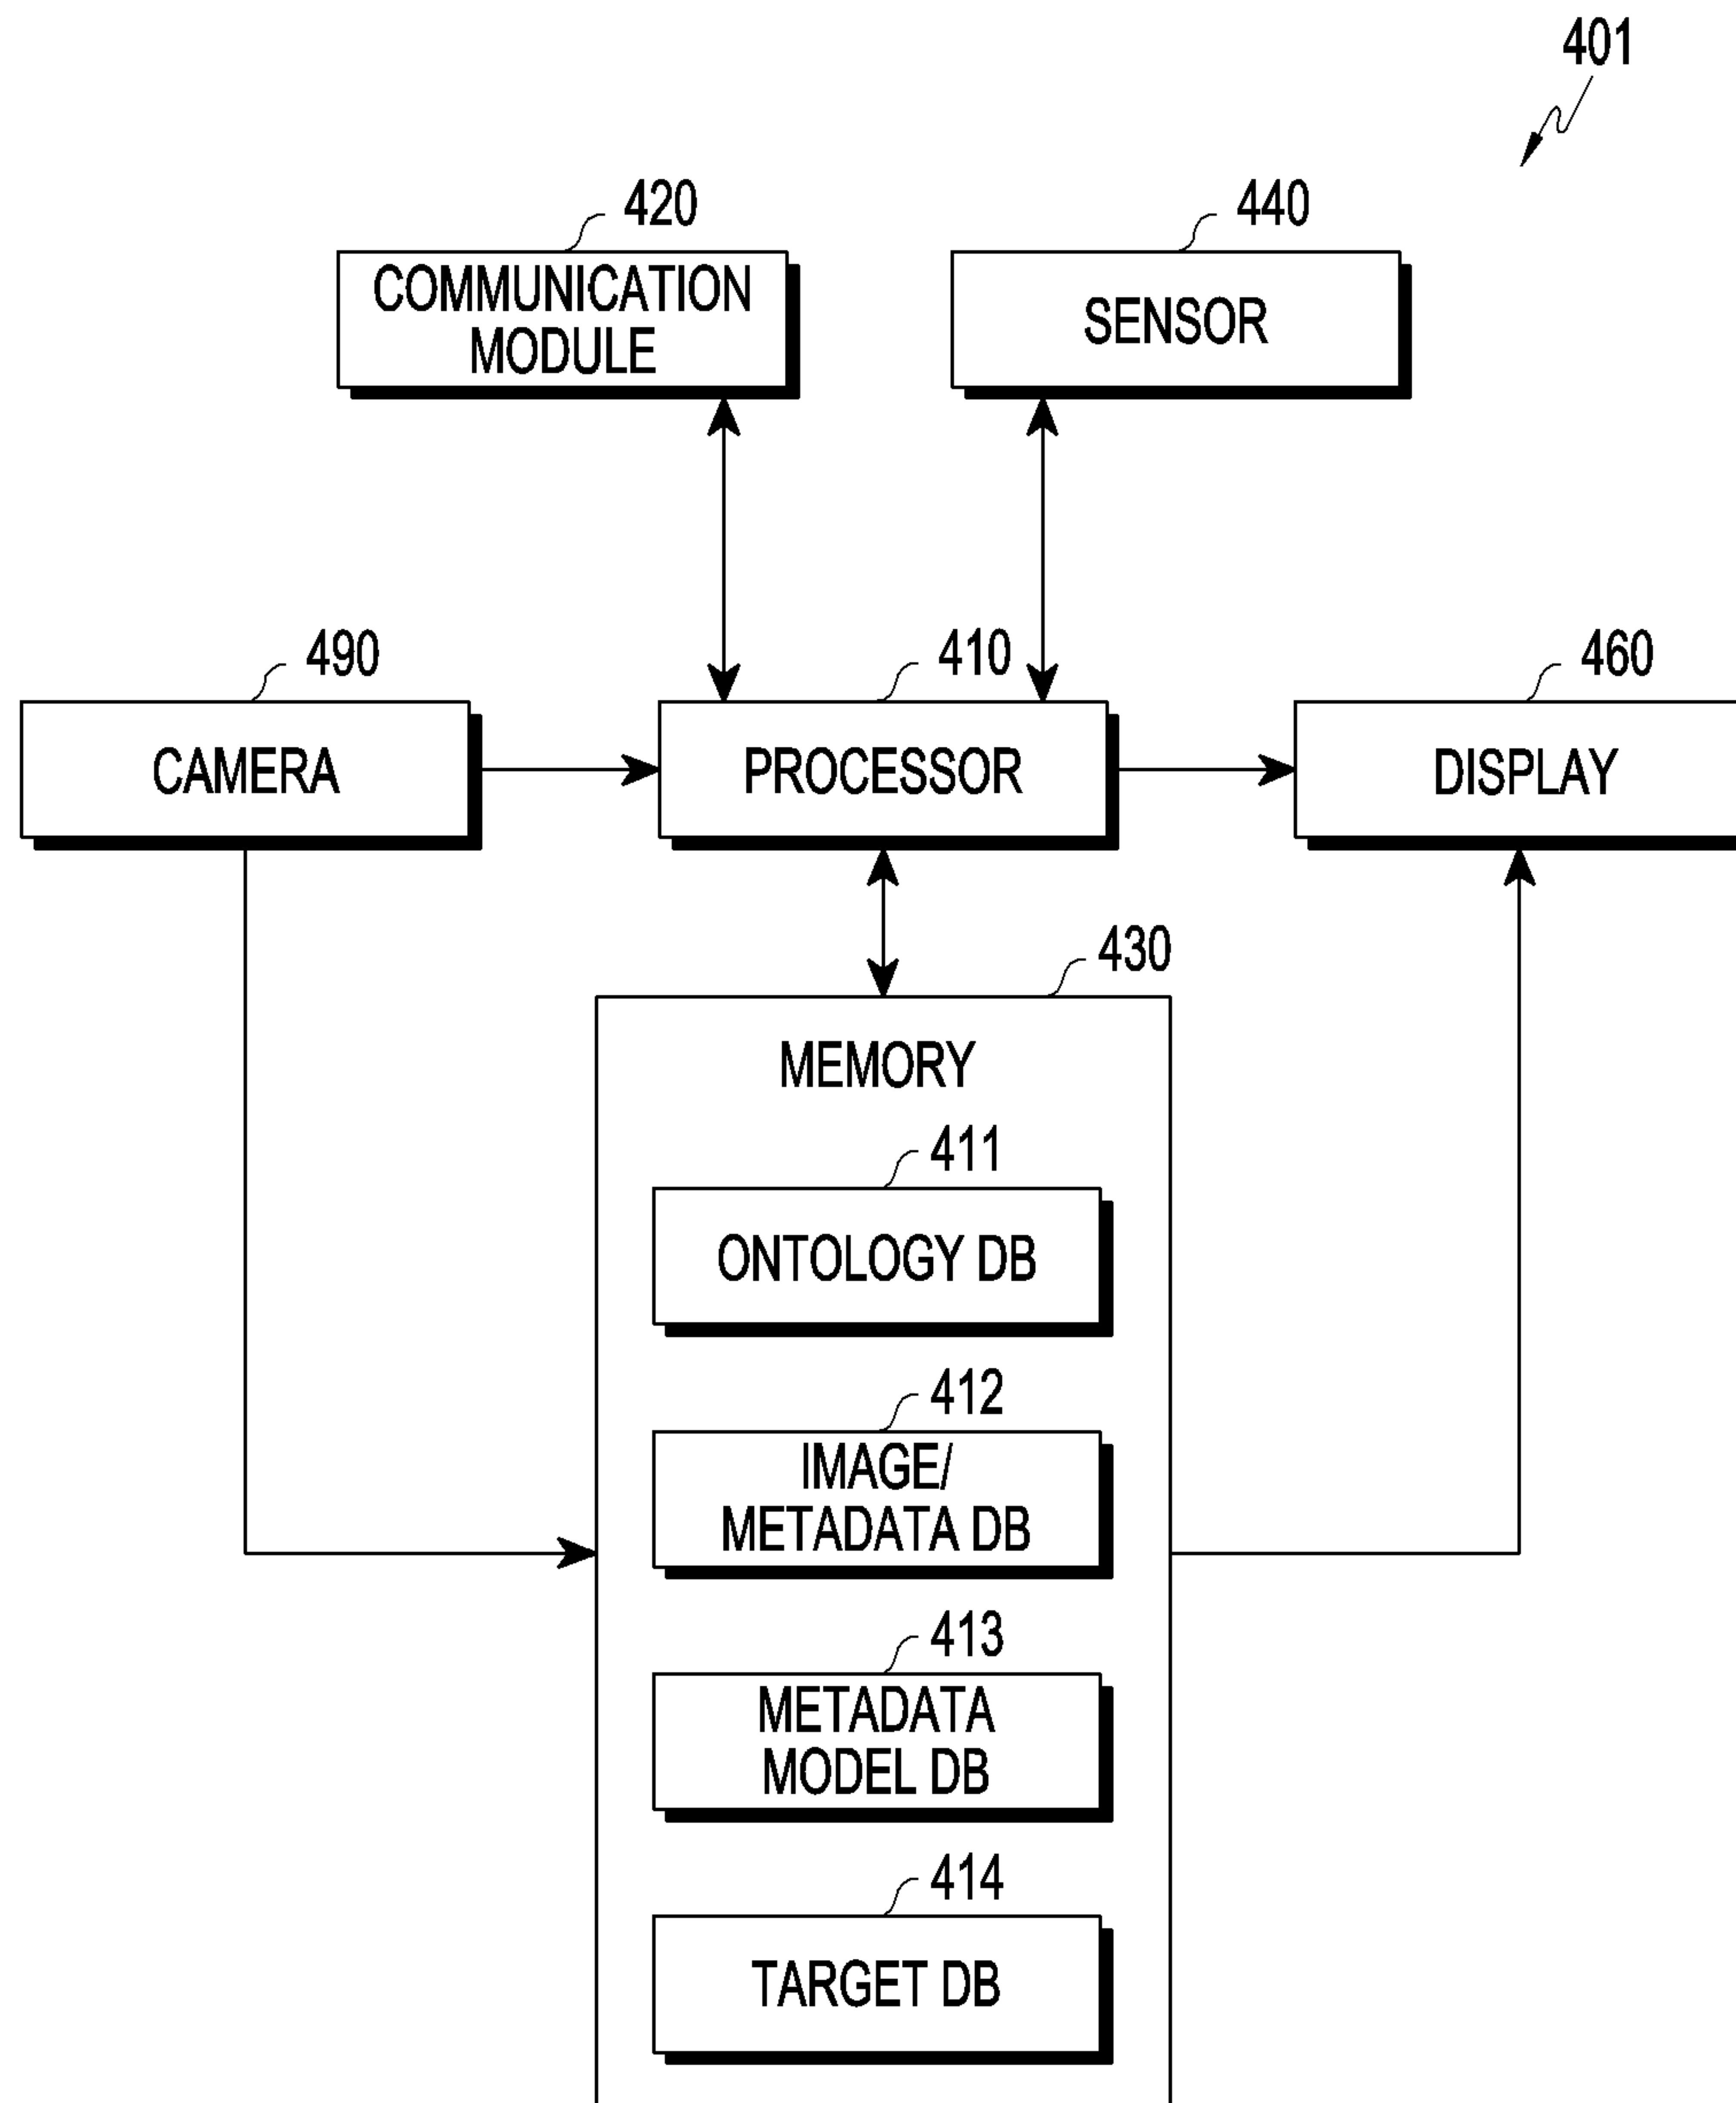 401
420
440
COMMUNICATION
MODULE
SENSOR
490
410
460
CAMERA
PROCESSOR
DISPLAY
430
MEMORY
411
ONTOLOGY DB
412
IMAGE/
METADATA DB
413
METADATA
MODEL DB
414
TARGET DB